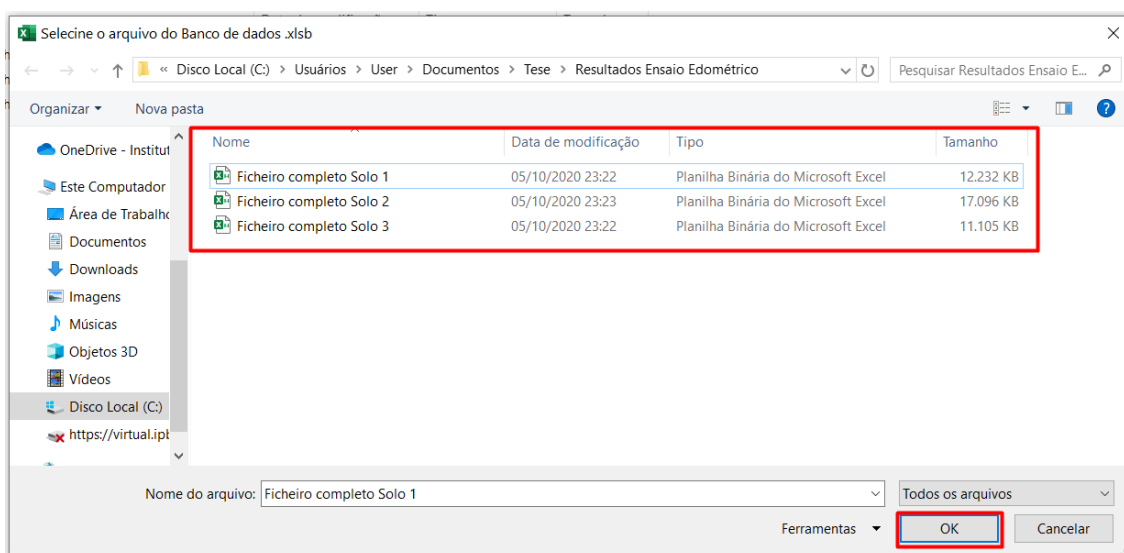 Selecine o arquivo do Banco de dados .xlsb
« Disco Local (C:) > Usuários > User > Documentos > Tese > Resultados Ensaio Edométrico
Pesquisar Resultados Ensaio E...
Organizar
Nova pasta
OneDrive - Institut
Este Computador
Área de Trabalho
Documentos
Downloads
Imagens
Músicas
Objetos 3D
Vídeos
Disco Local (C:)
https://virtual.ipb
Nome Data de modificação Tipo Tamanho
Ficheiro completo Solo 1 05/10/2020 23:22 Planilha Binária do Microsoft Excel 12.232 KB
Ficheiro completo Solo 2 05/10/2020 23:23 Planilha Binária do Microsoft Excel 17.096 KB
Ficheiro completo Solo 3 05/10/2020 23:22 Planilha Binária do Microsoft Excel 11.105 KB
Nome do arquivo: Ficheiro completo Solo 1
Todos os arquivos
Ferramentas
OK
Cancelar